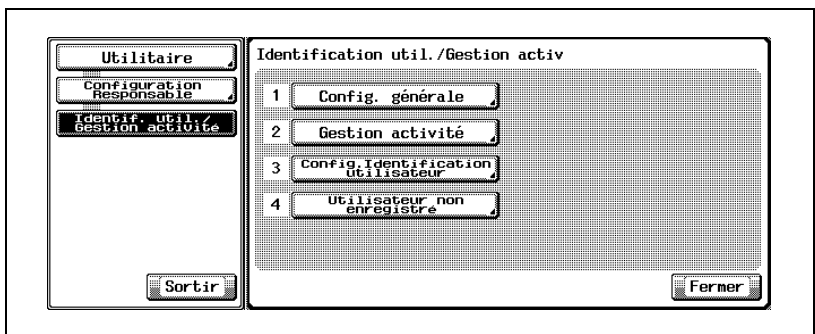 Utilitaire
Configuration
Responsable
Identif. util./
Gestion activité
Sortir
Identification util./Gestion activ
1 Config. générale
2 Gestion activité
3 Config.Identification
utilisateur
4 Utilisateur non
enregistré
Fermer